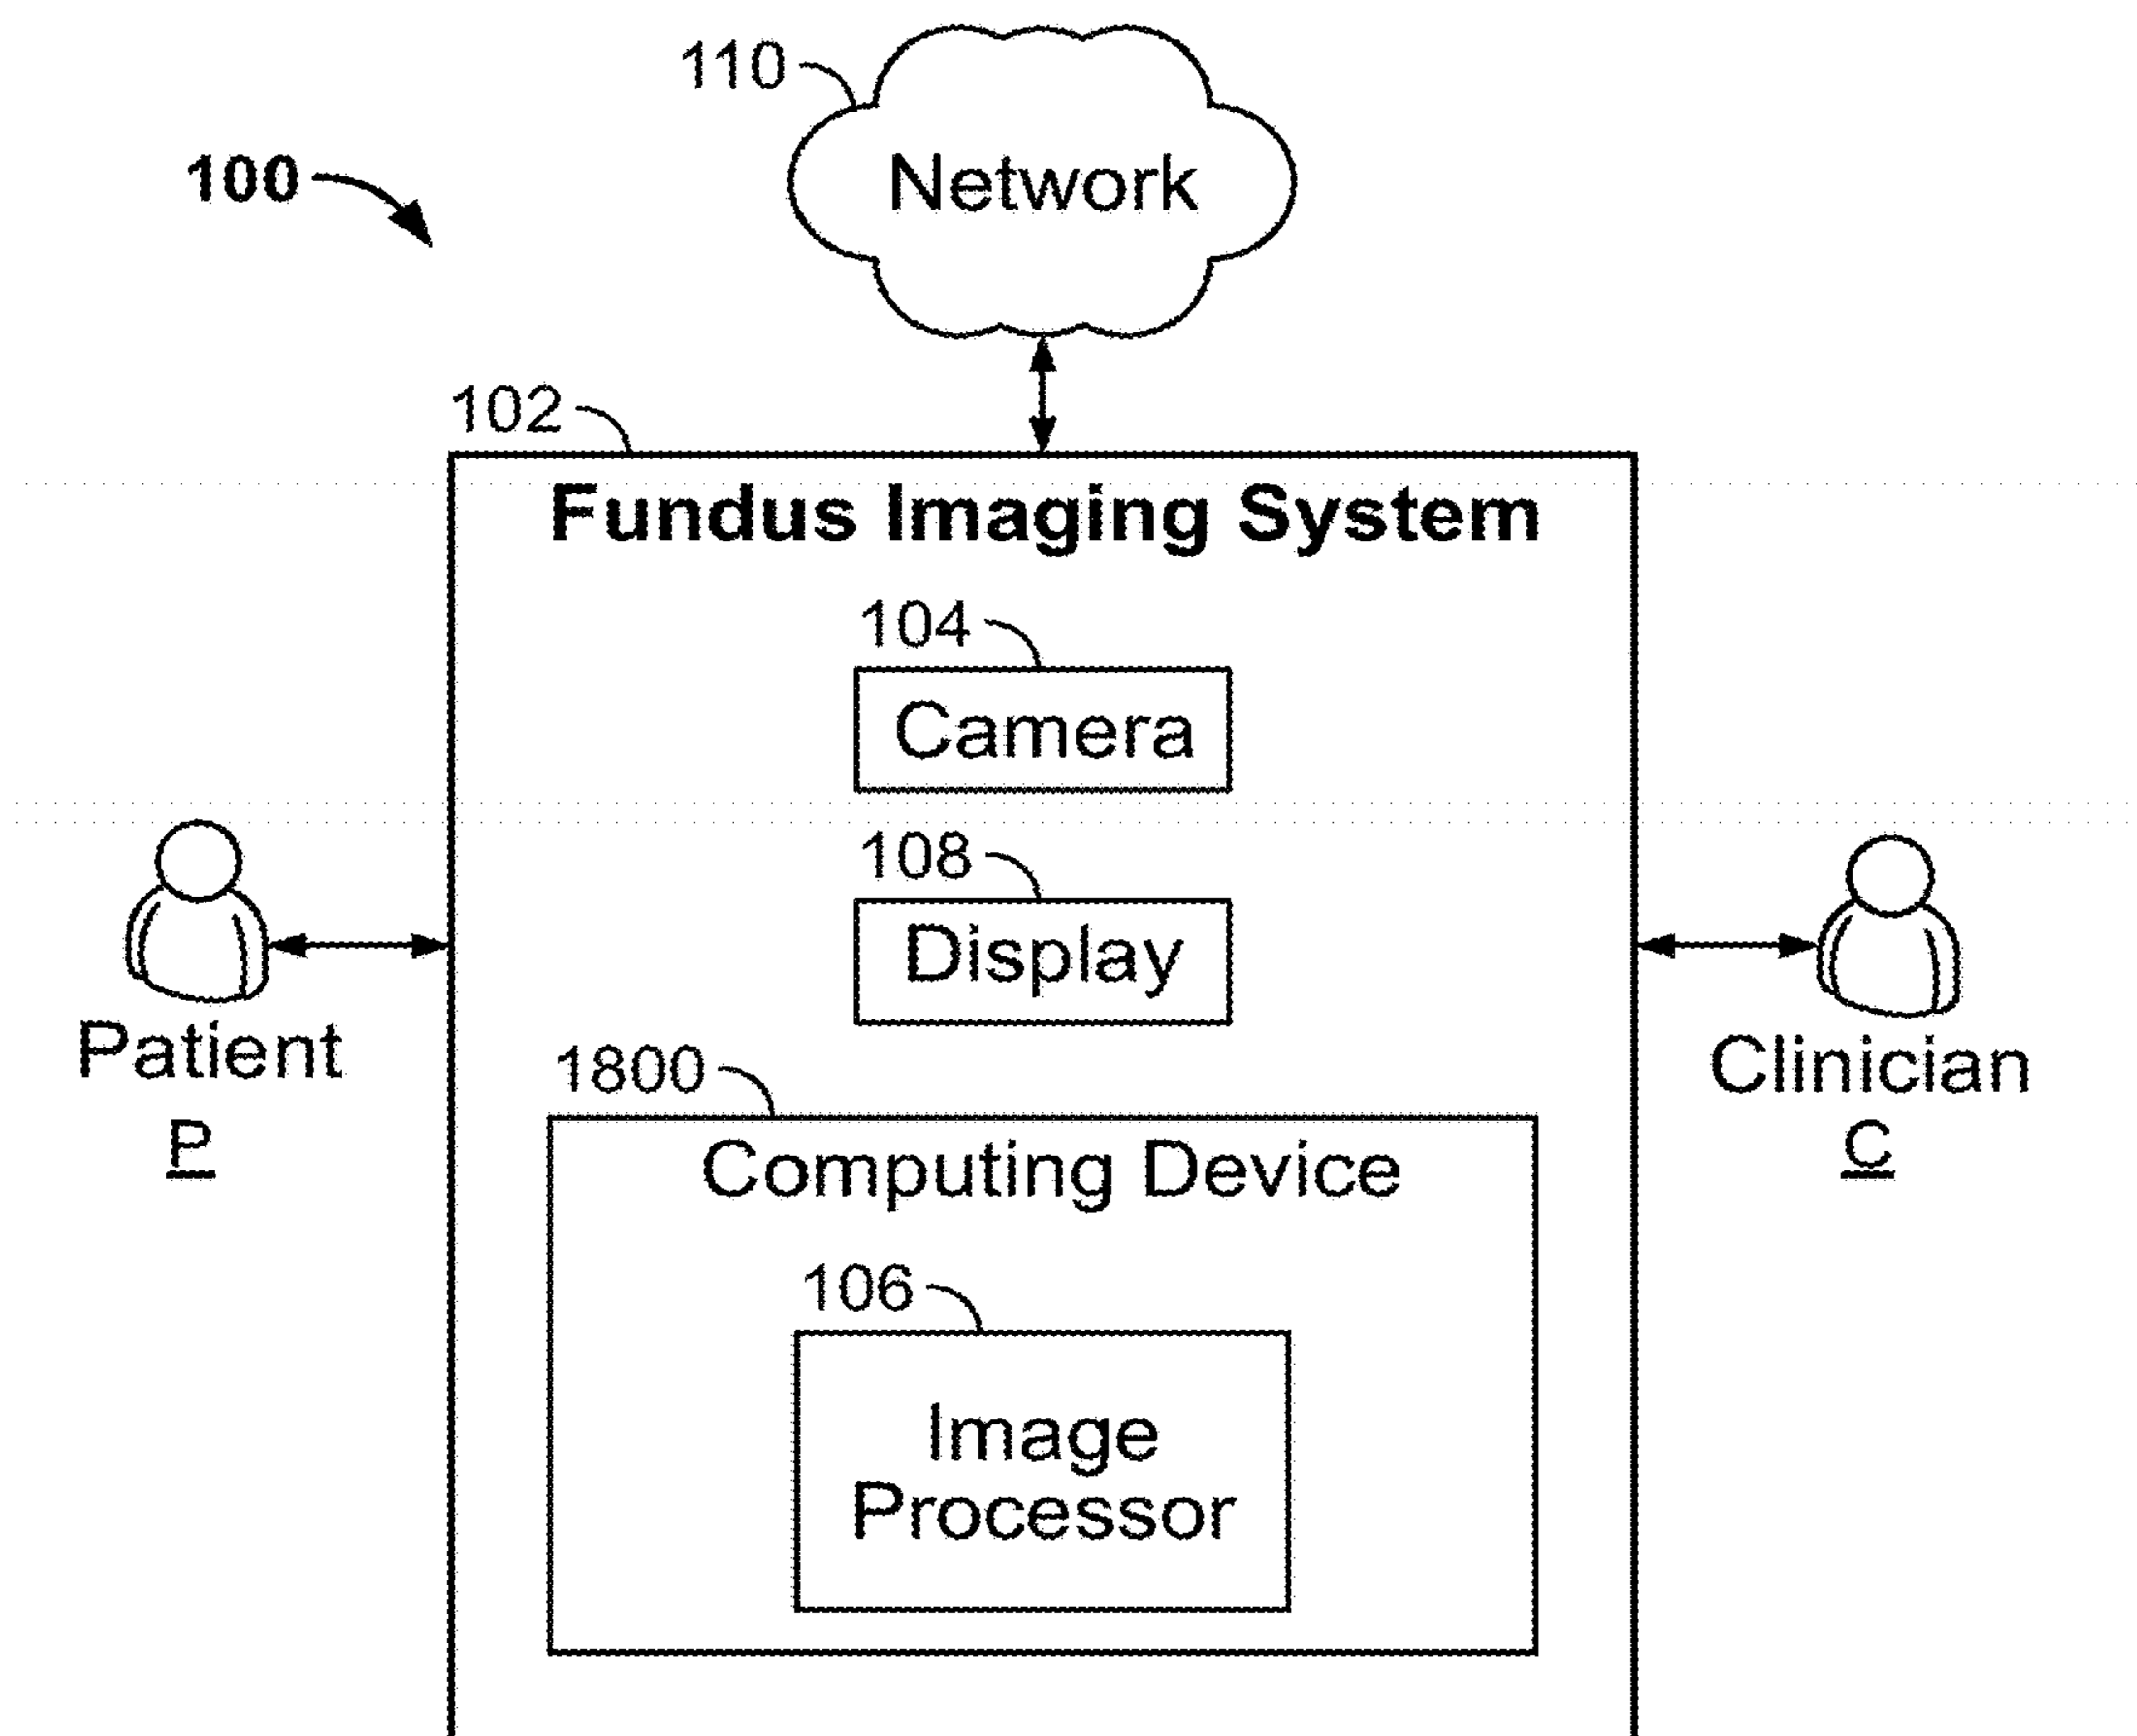 110
Network
100
102
Fundus Imaging System
104
Camera
108
Display
Patient
P
Clinician
C
1800
Computing Device
106
Image
Processor